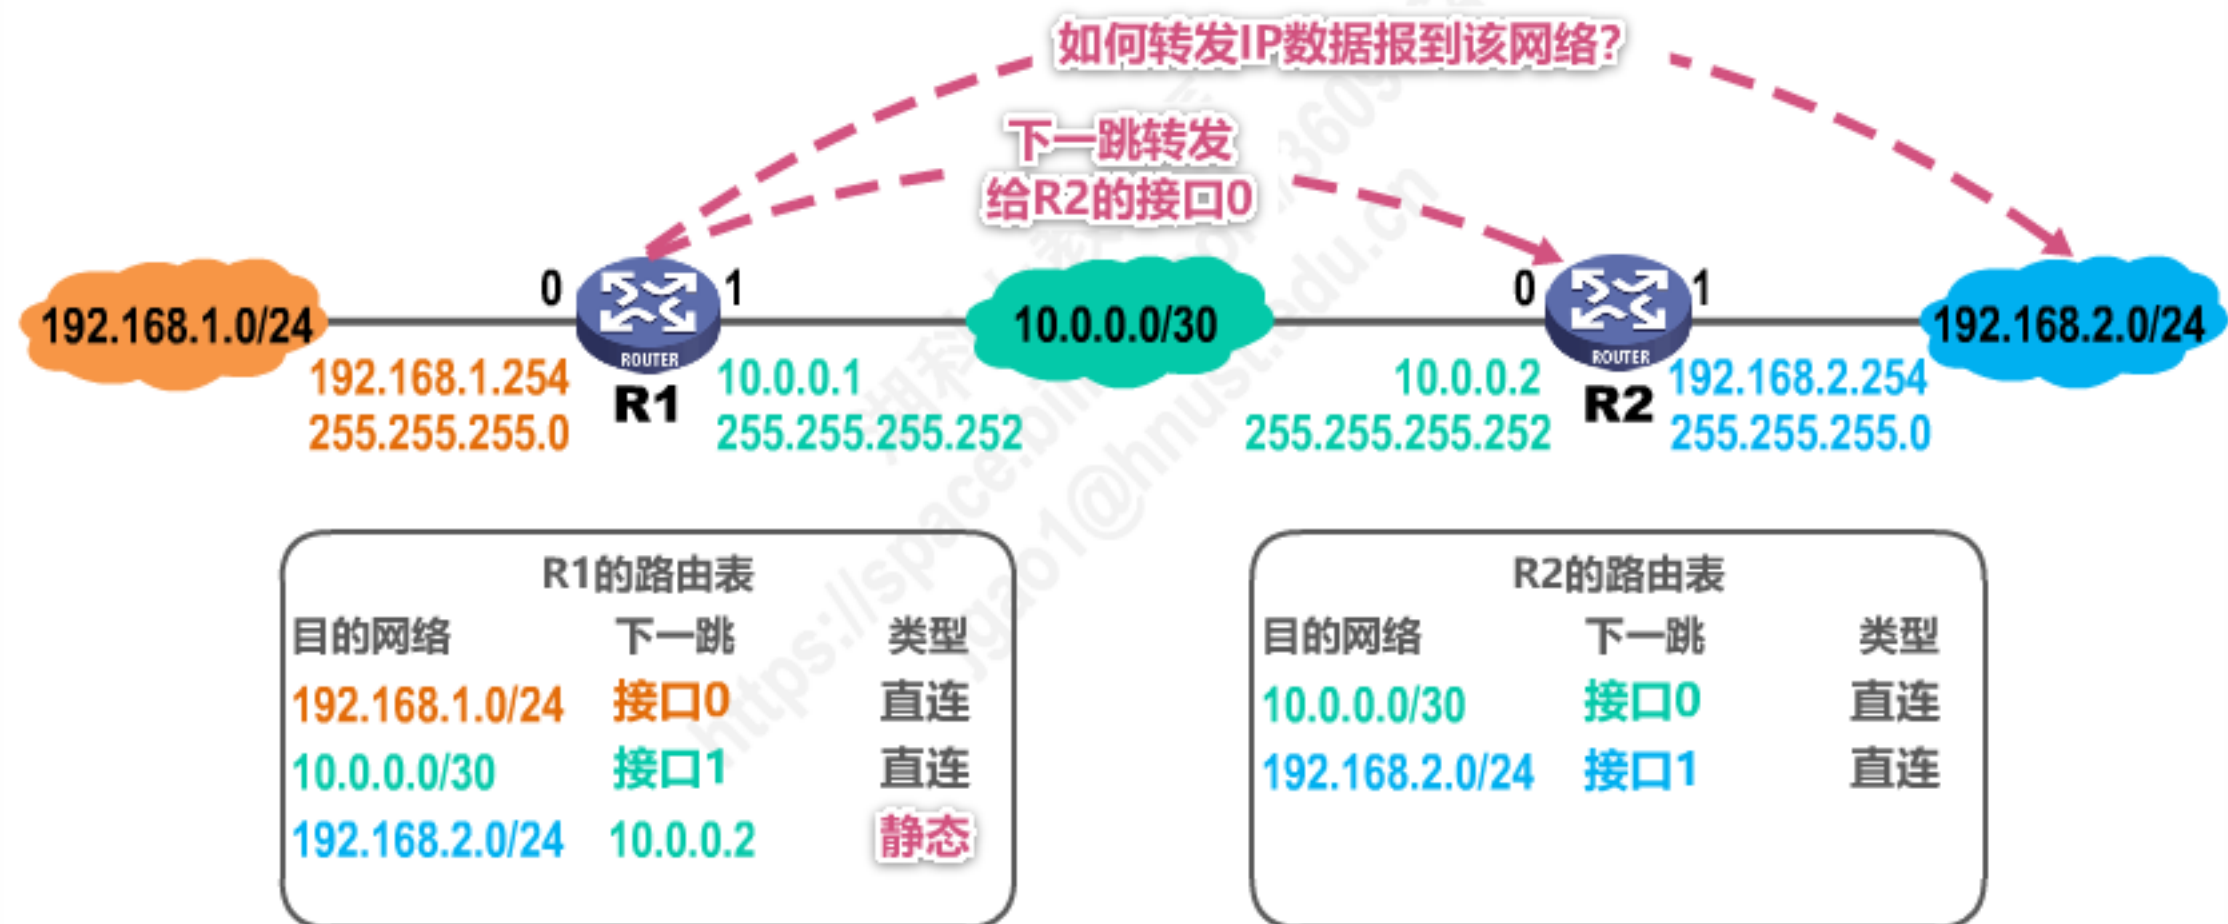 如何转发IP数据报到该网络?
下一跳转发
给R2的接口0
0
1
0
1
192.168.1.0/24
10.0.0.0/30
192.168.2.0/24
ROUTER
ROUTER
192.168.1.254
255.255.255.0
R1
10.0.0.1
255.255.255.252
10.0.0.2
255.255.255.252
R2
192.168.2.254
255.255.255.0
R1的路由表
目的网络 下一跳 类型
192.168.1.0/24 接口0 直连
10.0.0.0/30 接口1 直连
192.168.2.0/24 10.0.0.2 静态
R2的路由表
目的网络 下一跳 类型
10.0.0.0/30 接口0 直连
192.168.2.0/24 接口1 直连
jgao1@hnust.edu.cn